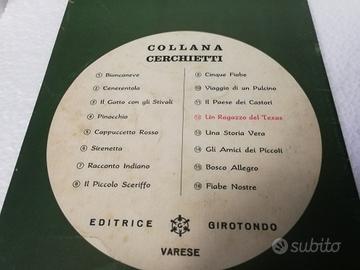 COLLANA
CERCHIETTI
1 Biancaneve
2 Cenerentola
3 Il Gatto con gli Stivali
4 Pinocchio
5 Cappuccetto Rosso
6 Sirenetta
7 Racconto Indiano
8 Il Piccolo Sceriffo
9 Cinque Fiabe
10 Viaggio di un Pulcino
11 Il Paese dei Castori
12 Un Ragazzo del Texas
13 Una Storia Vera
14 Gli Amici dei Piccoli
15 Bosco Allegro
16 Fiabe Nostre
EDITRICE GIROTONDO
VARESE
subito